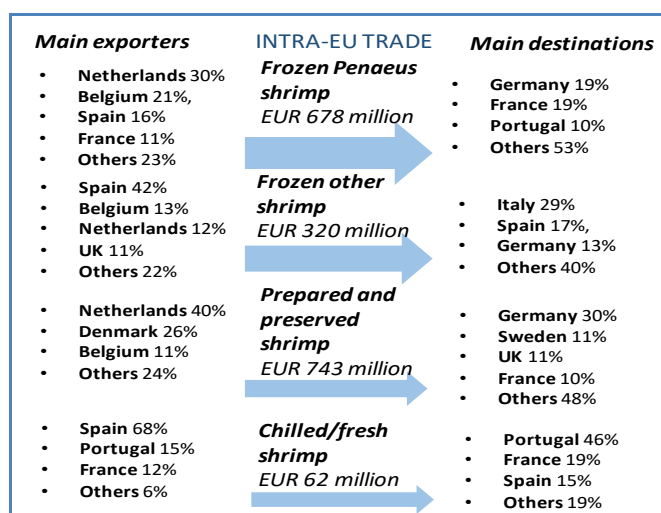 Main exporters
INTRA-EU TRADE
Main destinations
• Netherlands 30%
• Belgium 21%,
• Spain 16%
• France 11%
• Others 23%
Frozen Penaeus
shrimp
EUR 678 million
• Germany 19%
• France 19%
• Portugal 10%
• Others 53%
• Spain 42%
• Belgium 13%
• Netherlands 12%
• UK 11%
• Others 22%
Frozen other
shrimp
EUR 320 million
• Italy 29%
• Spain 17%,
• Germany 13%
• Others 40%
• Netherlands 40%
• Denmark 26%
• Belgium 11%
• Others 24%
Prepared and
preserved
shrimp
EUR 743 million
• Germany 30%
• Sweden 11%
• UK 11%
• France 10%
• Others 48%
• Spain 68%
• Portugal 15%
• France 12%
• Others 6%
Chilled/fresh
shrimp
EUR 62 million
• Portugal 46%
• France 19%
• Spain 15%
• Others 19%